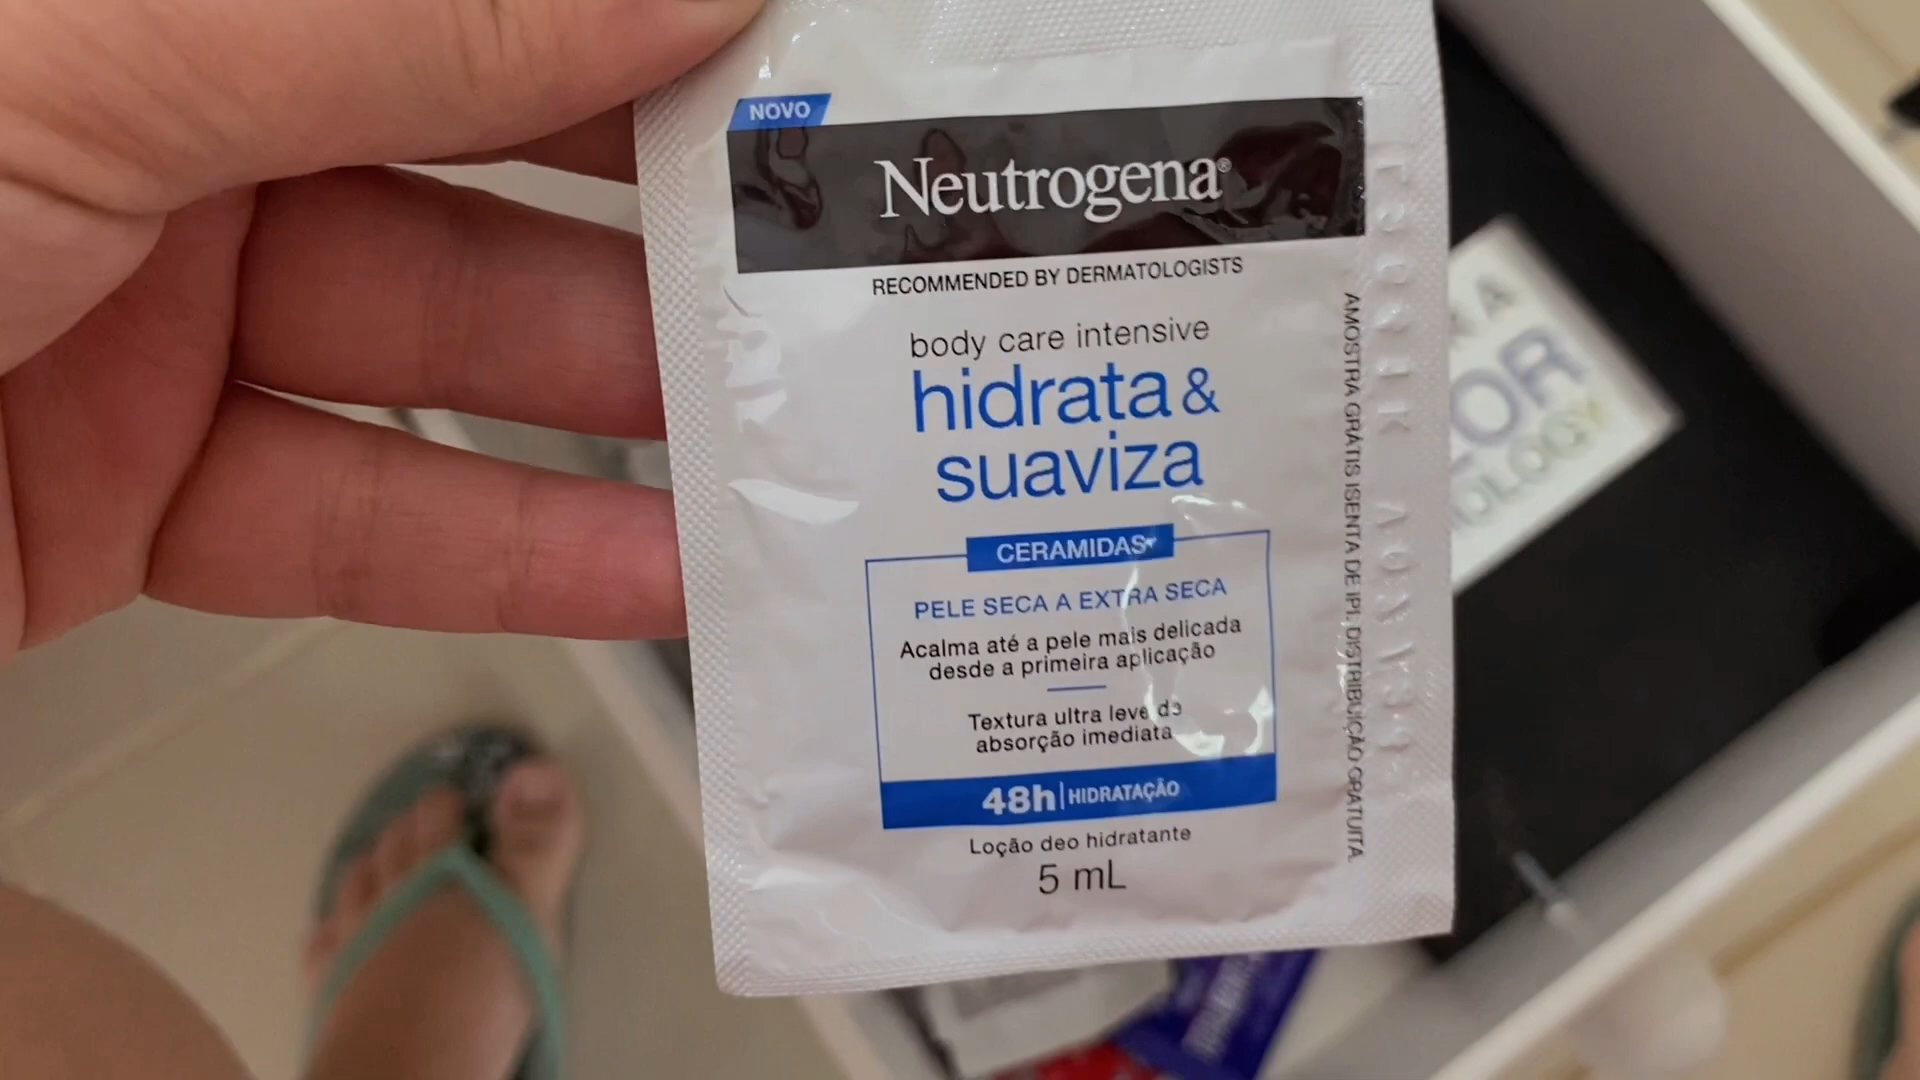 NOVO
Neutrogena®
RECOMMENDED BY DERMATOLOGISTS
body care intensive
hidrata &
suaviza
CERAMIDAS
PELE SECA A EXTRA SECA
Acalma até a pele mais delicada
desde a primeira aplicação
Textura ultra leve de
absorção imediata
48h | HIDRATAÇÃO
Loção deo hidratante
5 mL
AMOSTRA GRÁTIS ISENTA DE IPI. DISTRIBUIÇÃO GRATUITA.